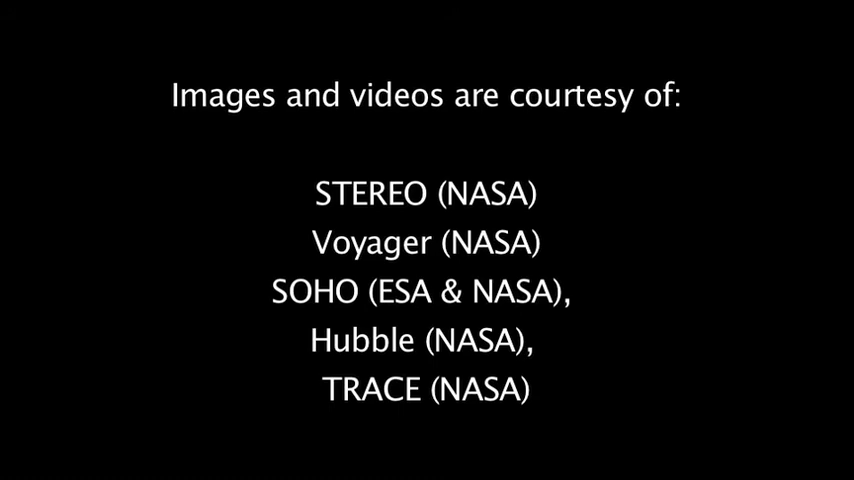 Images and videos are courtesy of:
STEREO (NASA)
Voyager (NASA)
SOHO (ESA & NASA),
Hubble (NASA),
TRACE (NASA)